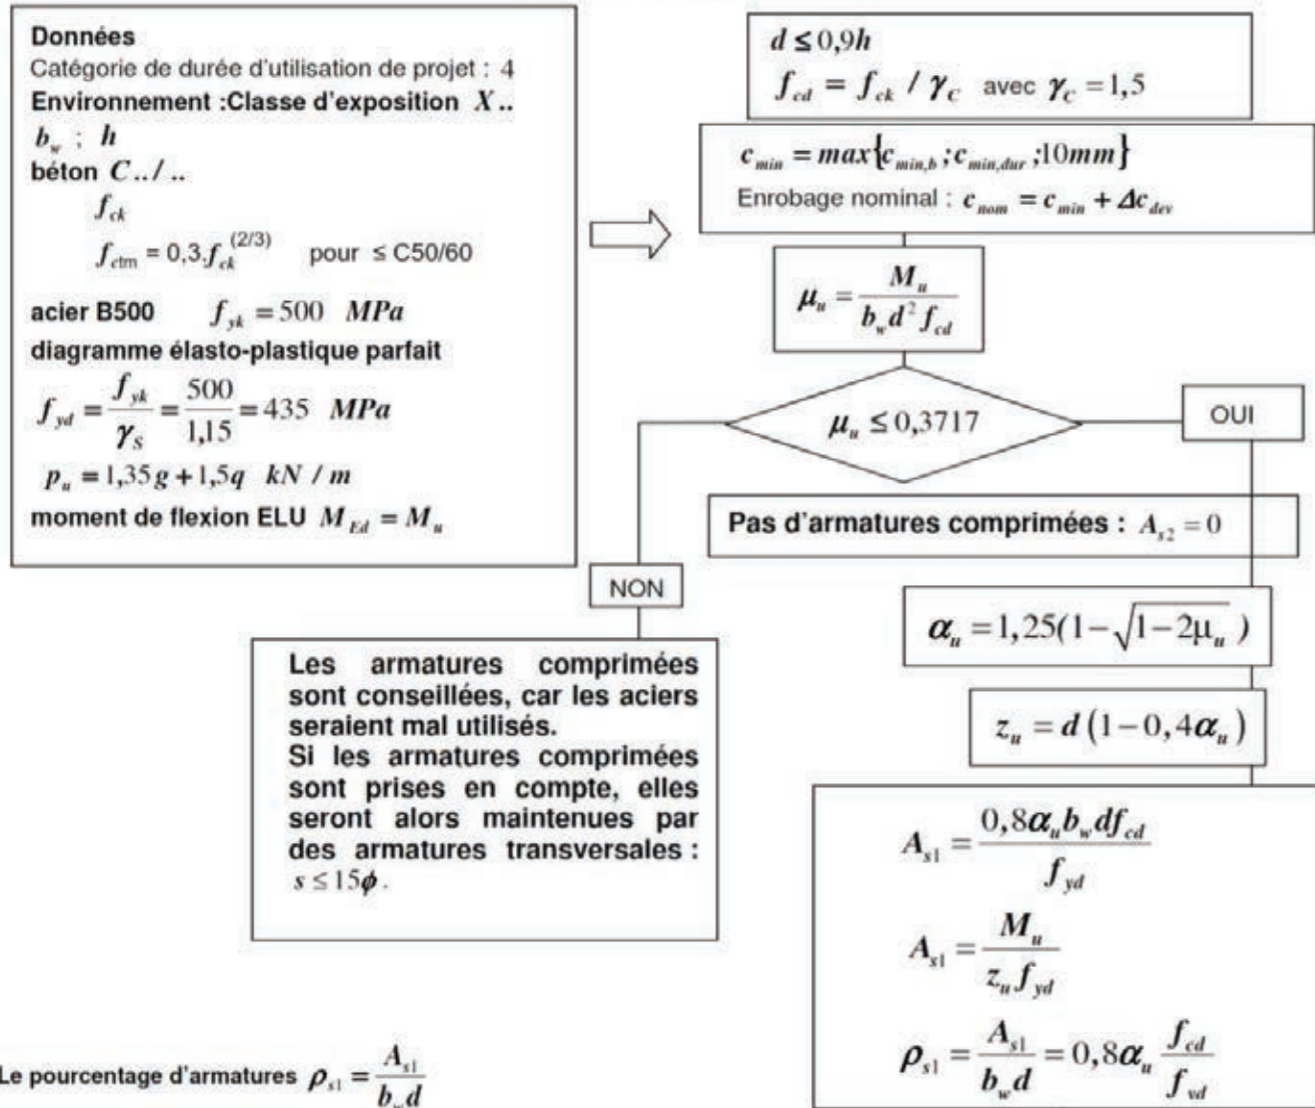 Données
Catégorie de durée d'utilisation de projet : 4
Environnement :Classe d'exposition X..
b_w ; h
béton C../..
f_ck
f_ctm = 0,3.f_ck^(2/3) pour ≤ C50/60
acier B500 f_yk = 500 MPa
diagramme élasto-plastique parfait
f_yd = f_yk / γ_S = 500 / 1,15 = 435 MPa
p_u = 1,35g + 1,5q kN / m
moment de flexion ELU M_Ed = M_u
d ≤ 0,9h
f_cd = f_ck / γ_C avec γ_C = 1,5
c_min = max{c_min,b ; c_min,dur ; 10mm}
Enrobage nominal : c_nom = c_min + Δc_dev
μ_u = M_u / (b_w d² f_cd)
μ_u ≤ 0,3717
OUI
Pas d'armatures comprimées : A_s2 = 0
NON
Les armatures comprimées
sont conseillées, car les aciers
seraient mal utilisés.
Si les armatures comprimées
sont prises en compte, elles
seront alors maintenues par
des armatures transversales :
s ≤ 15ϕ.
α_u = 1,25(1−√(1−2μ_u))
z_u = d (1−0,4α_u)
A_s1 = 0,8α_u b_w d f_cd / f_yd
A_s1 = M_u / (z_u f_yd)
ρ_s1 = A_s1 / (b_w d) = 0,8α_u f_cd / f_yd
Le pourcentage d'armatures ρ_s1 = A_s1 / (b_w d)